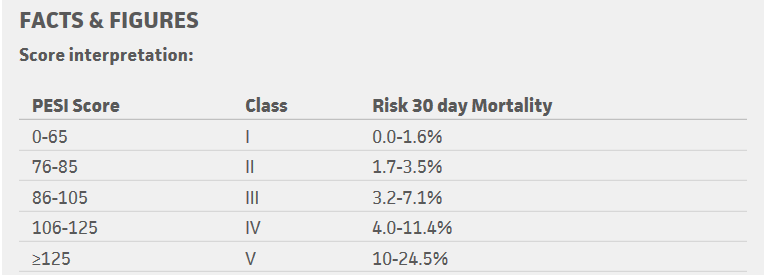 FACTS & FIGURES
Score interpretation:
PESI Score Class Risk 30 day Mortality
0-65 I 0.0-1.6%
76-85 II 1.7-3.5%
86-105 III 3.2-7.1%
106-125 IV 4.0-11.4%
≥125 V 10-24.5%